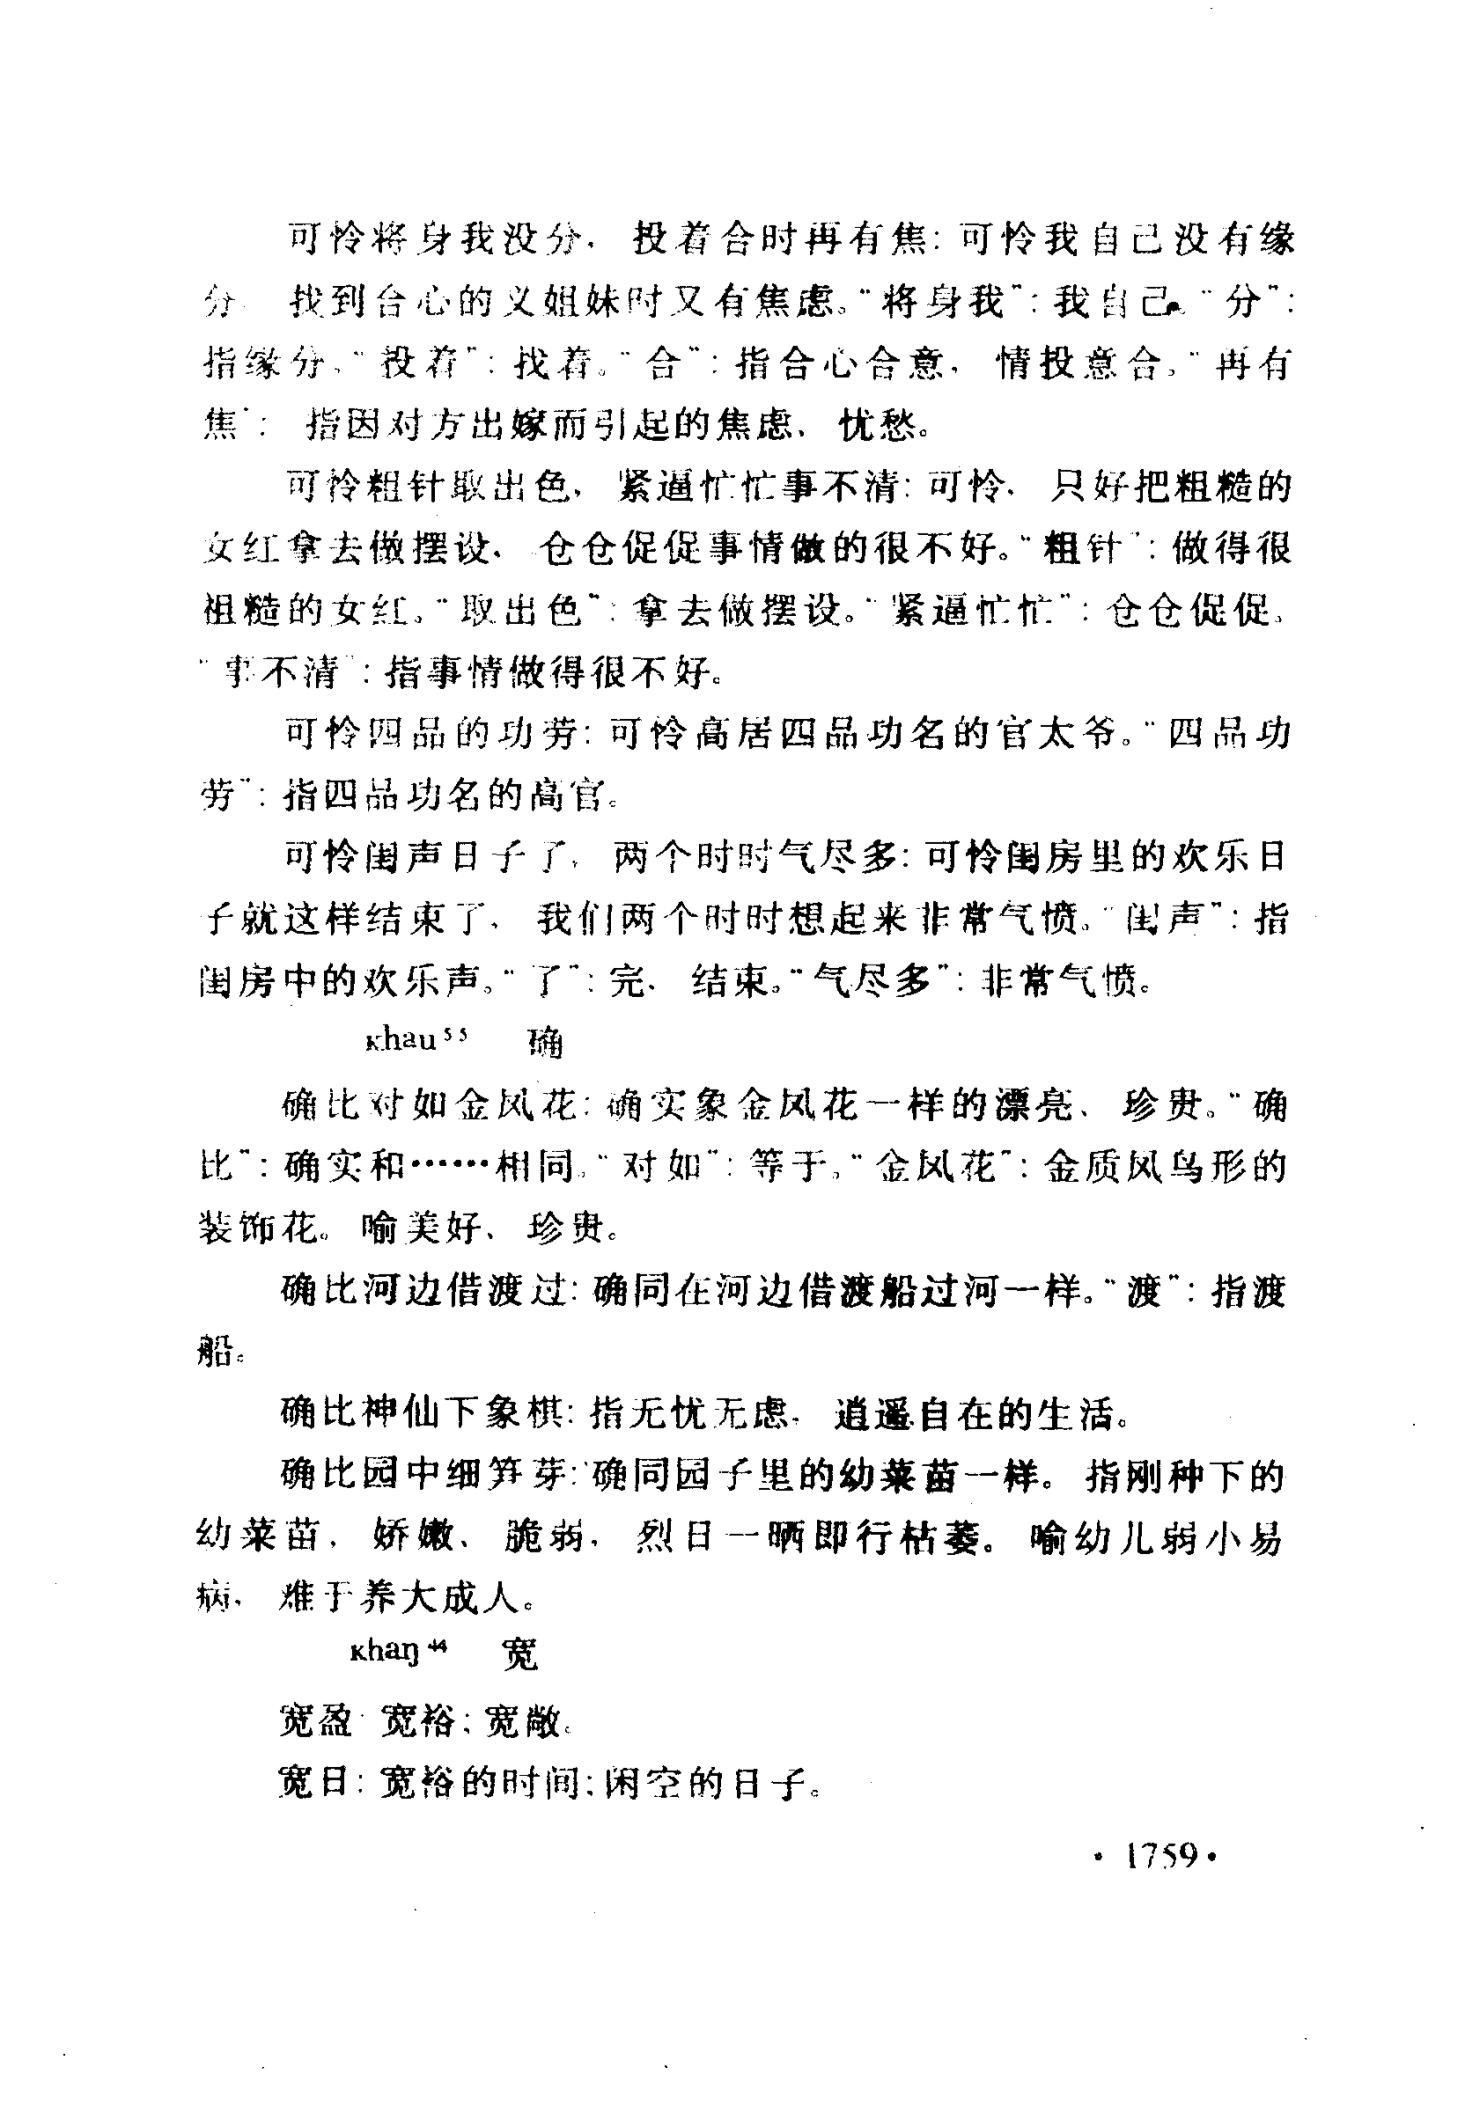 可怜将身我没分，投着合时再有焦：可怜我自己没有缘
分，找到合心的义姐妹时又有焦虑。“将身我”：我自己。“分”：
指缘分。“投着”：找着。“合”：指合心合意，情投意合。“再有
焦”：指因对方出嫁而引起的焦虑、忧愁。
可怜粗针取出色，紧逼忙忙事不清：可怜，只好把粗糙的
女红拿去做摆设，仓仓促促事情做的很不好。“粗针”：做得很
粗糙的女红。“取出色”：拿去做摆设。“紧逼忙忙”：仓仓促促。
“事不清”：指事情做得很不好。
可怜四品的功劳：可怜高居四品功名的官太爷。“四品功
劳”：指四品功名的高官。
可怜闺声日子了，两个时时气尽多：可怜闺房里的欢乐日
子就这样结束了，我们两个时时想起来非常气愤。“闺声”：指
闺房中的欢乐声。“了”：完、结束。“气尽多”：非常气愤。
khau⁵⁵ 确
确比对如金凤花：确实象金凤花一样的漂亮、珍贵。“确
比”：确实和······相同。“对如”：等于。“金凤花”：金质凤鸟形的
装饰花。喻美好、珍贵。
确比河边借渡过：确同在河边借渡船过河一样。“渡”：指渡
船。
确比神仙下象棋：指无忧无虑，逍遥自在的生活。
确比园中细笋芽：确同园子里的幼菜苗一样。指刚种下的
幼菜苗，娇嫩、脆弱，烈日一晒即行枯萎。喻幼儿弱小易
病，难于养大成人。
khaŋ⁴⁴ 宽
宽盈：宽裕；宽敞。
宽日：宽裕的时间；闲空的日子。
·1759·